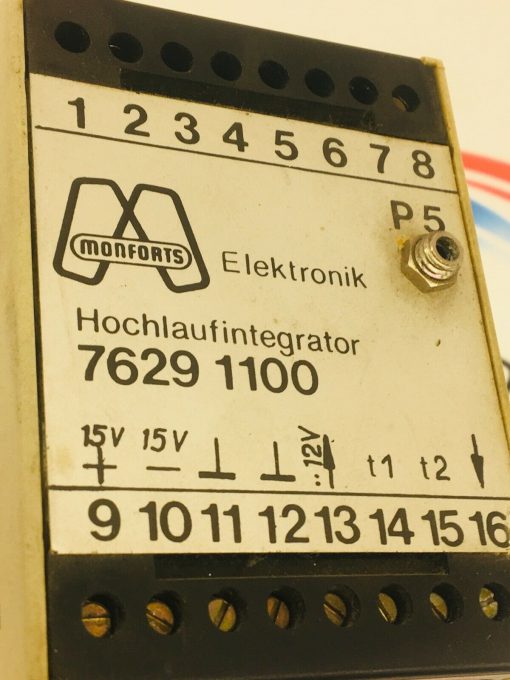 1 2 3 4 5 6 7 8
P 5
MONFORTS
Elektronik
Hochlaufintegrator
7629 1100
15V 15V :: 12V t1 t2
+ − ⊥ ⊥ ↑ ↓
9 10 11 12 13 14 15 16